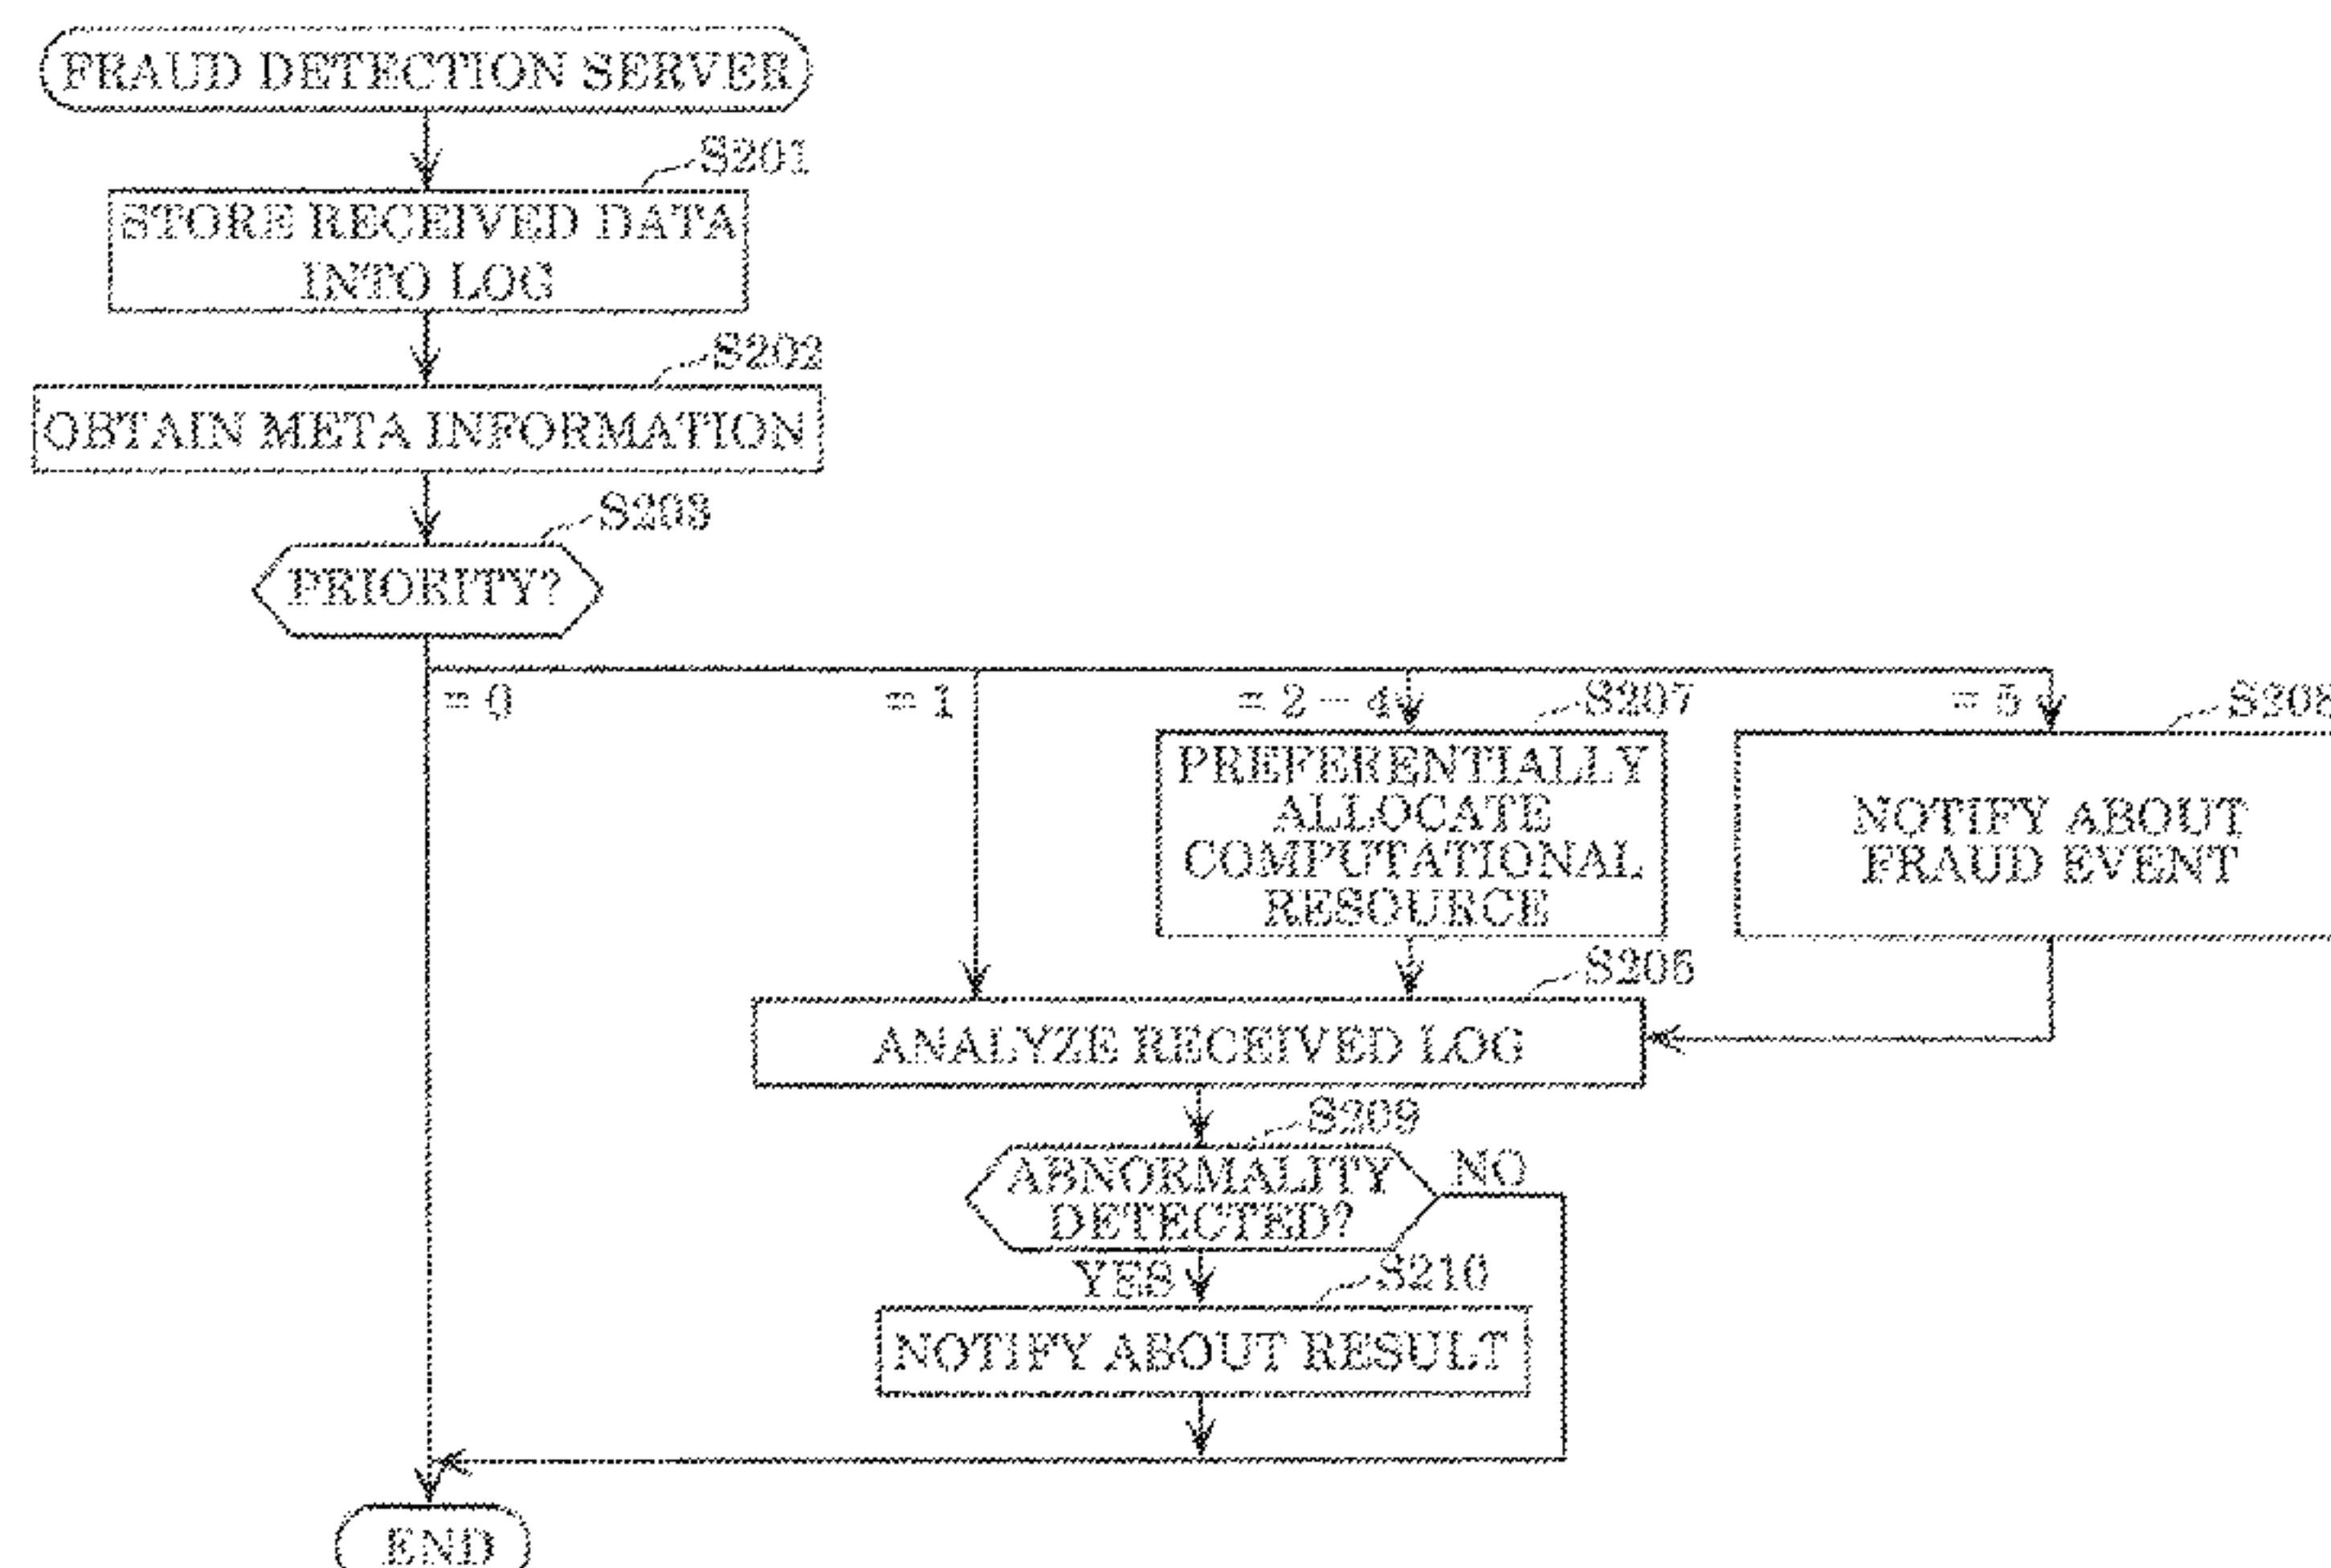 FRAUD DETECTION SERVER
S201
STORE RECEIVED DATA
INTO LOG
S202
OBTAIN META INFORMATION
S203
PRIORITY?
= 0
= 1
= 2 - 4
S207
= 5
S208
PREFERENTIALLY
ALLOCATE
COMPUTATIONAL
RESOURCE
NOTIFY ABOUT
FRAUD EVENT
ANALYZE RECEIVED LOG
S209
ABNORMALITY
DETECTED?
NO
YES
S210
NOTIFY ABOUT RESULT
END